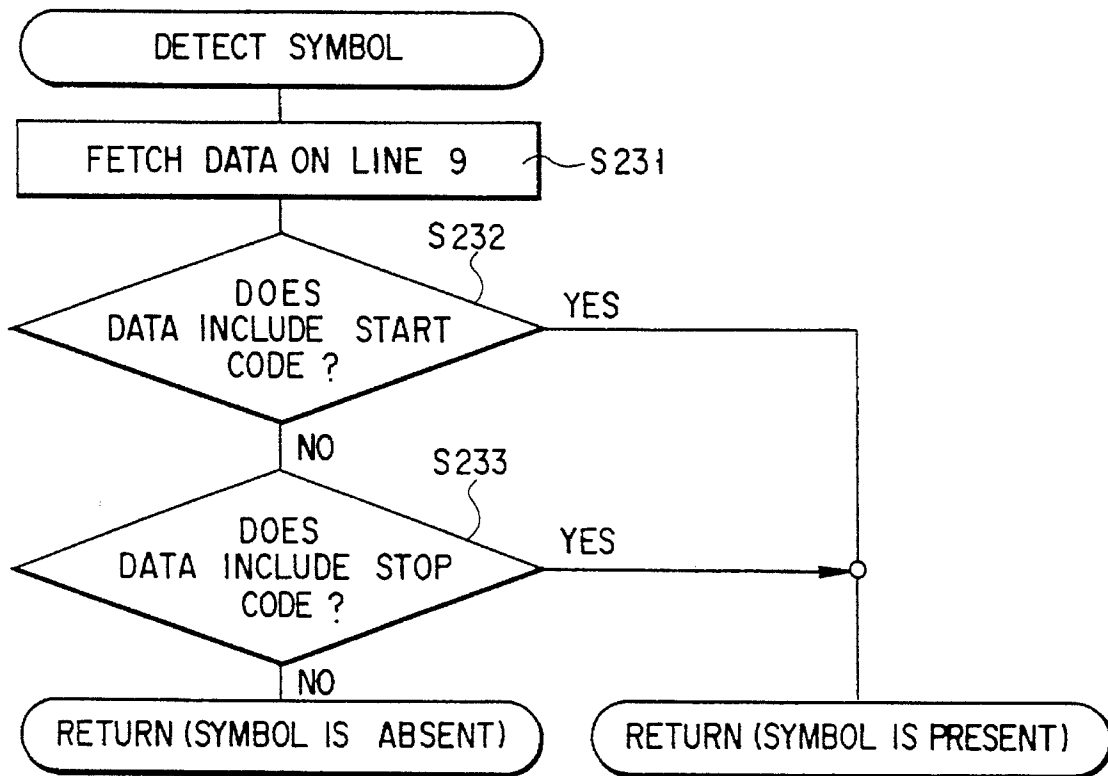 DETECT SYMBOL
FETCH DATA ON LINE 9
S231
S232
DOES
DATA INCLUDE START
CODE ?
YES
NO
S233
DOES
DATA INCLUDE STOP
CODE ?
YES
NO
RETURN (SYMBOL IS ABSENT)
RETURN (SYMBOL IS PRESENT)